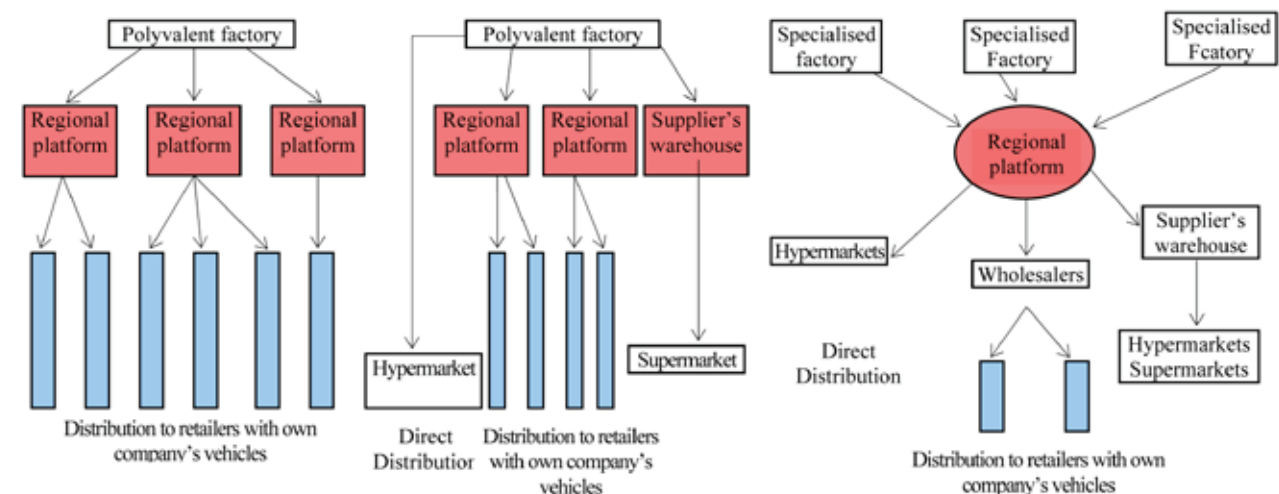 Polyvalent factory
Regional
platform
Regional
platform
Regional
platform
Distribution to retailers with own
company's vehicles
Polyvalent factory
Regional
platform
Regional
platform
Supplier's
warehouse
Hypermarket
Supermarket
Direct
Distribution
Distribution to retailers
with own company's
vehicles
Specialised
factory
Specialised
Factory
Specialised
Fcatory
Regional
platform
Hypermarkets
Wholesalers
Supplier's
warehouse
Direct
Distribution
Hypermarkets
Supermarkets
Distribution to retailers with own
company's vehicles